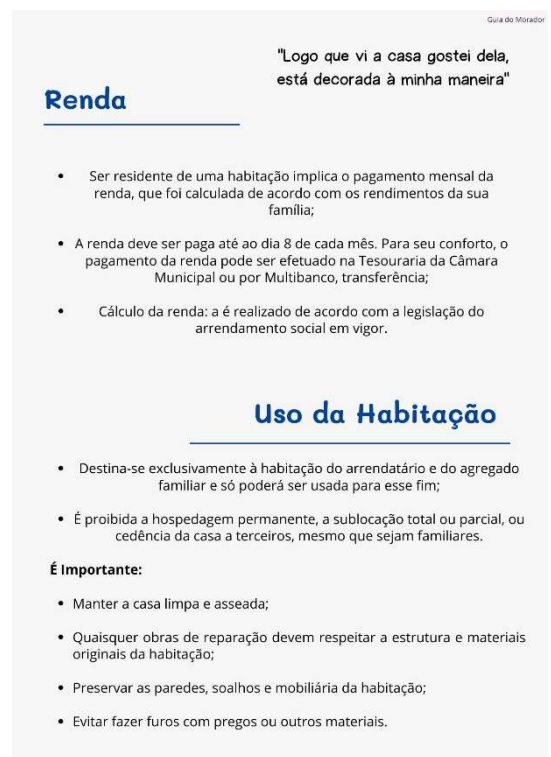 Guia do Morador
"Logo que vi a casa gostei dela,
está decorada à minha maneira"
Renda
• Ser residente de uma habitação implica o pagamento mensal da
renda, que foi calculada de acordo com os rendimentos da sua
família;
• A renda deve ser paga até ao dia 8 de cada mês. Para seu conforto, o
pagamento da renda pode ser efetuado na Tesouraria da Câmara
Municipal ou por Multibanco, transferência;
• Cálculo da renda: a é realizado de acordo com a legislação do
arrendamento social em vigor.
Uso da Habitação
• Destina-se exclusivamente à habitação do arrendatário e do agregado
familiar e só poderá ser usada para esse fim;
• É proibida a hospedagem permanente, a sublocação total ou parcial, ou
cedência da casa a terceiros, mesmo que sejam familiares.
É Importante:
• Manter a casa limpa e asseada;
• Quaisquer obras de reparação devem respeitar a estrutura e materiais
originais da habitação;
• Preservar as paredes, soalhos e mobiliária da habitação;
• Evitar fazer furos com pregos ou outros materiais.